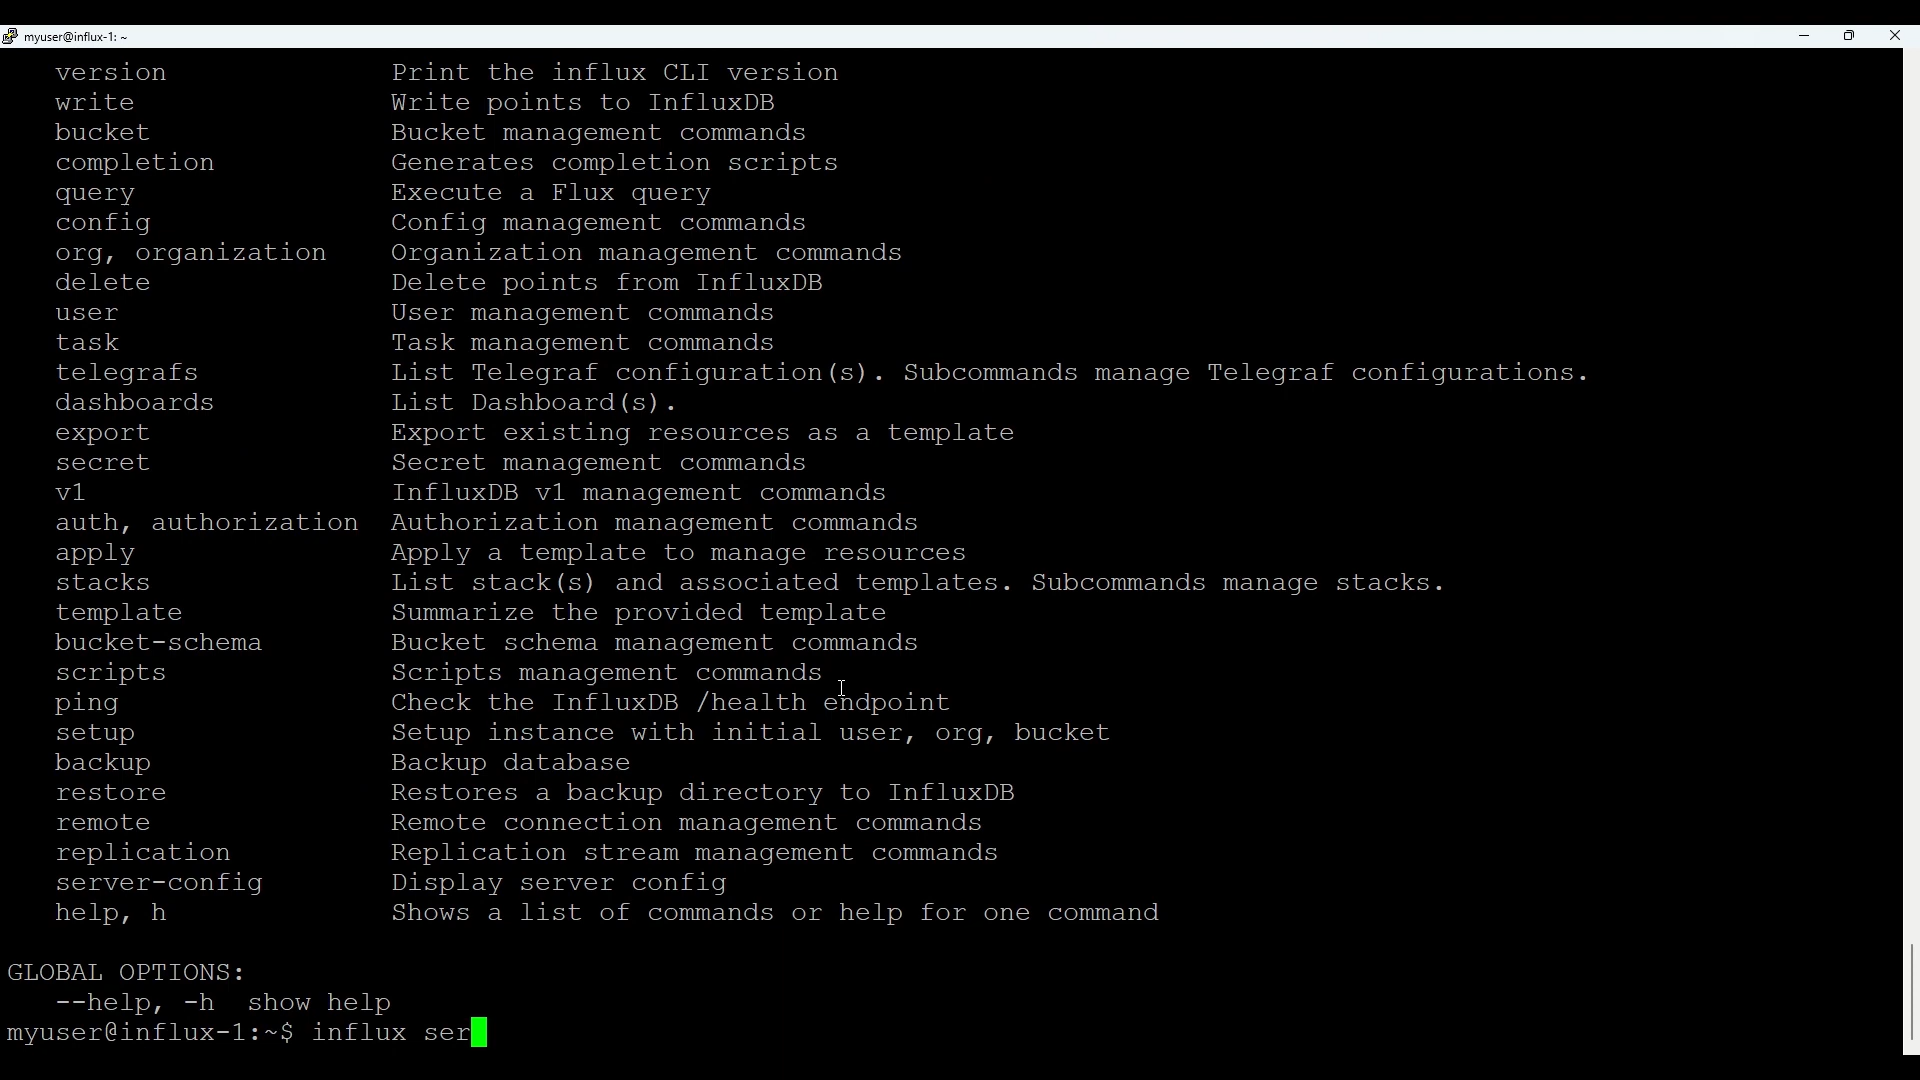 myuser@influx-1: ~
version Print the influx CLI version
write Write points to InfluxDB
bucket Bucket management commands
completion Generates completion scripts
query Execute a Flux query
config Config management commands
org, organization Organization management commands
delete Delete points from InfluxDB
user User management commands
task Task management commands
telegrafs List Telegraf configuration(s). Subcommands manage Telegraf configurations.
dashboards List Dashboard(s).
export Export existing resources as a template
secret Secret management commands
v1 InfluxDB v1 management commands
auth, authorization Authorization management commands
apply Apply a template to manage resources
stacks List stack(s) and associated templates. Subcommands manage stacks.
template Summarize the provided template
bucket-schema Bucket schema management commands
scripts Scripts management commands
ping Check the InfluxDB /health endpoint
setup Setup instance with initial user, org, bucket
backup Backup database
restore Restores a backup directory to InfluxDB
remote Remote connection management commands
replication Replication stream management commands
server-config Display server config
help, h Shows a list of commands or help for one command
GLOBAL OPTIONS:
--help, -h show help
myuser@influx-1:~$ influx ser